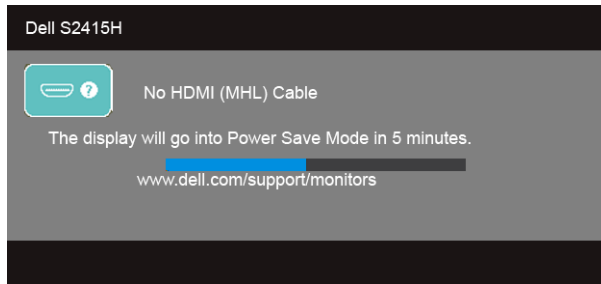 Dell S2415H
No HDMI (MHL) Cable
The display will go into Power Save Mode in 5 minutes.
www.dell.com/support/monitors